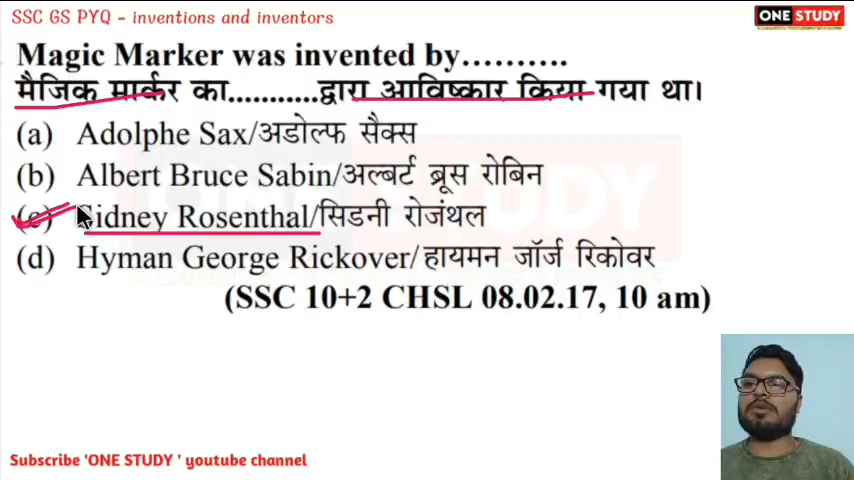 SSC GS PYQ - inventions and inventors
ONE STUDY
Magic Marker was invented by..........
मैजिक मार्कर का............द्वारा आविष्कार किया गया था।
(a) Adolphe Sax/अडोल्फ सैक्स
(b) Albert Bruce Sabin/अल्बर्ट ब्रूस रोबिन
(c) Sidney Rosenthal/सिडनी रोजंथल
(d) Hyman George Rickover/हायमन जॉर्ज रिकोवर
(SSC 10+2 CHSL 08.02.17, 10 am)
Subscribe 'ONE STUDY ' youtube channel